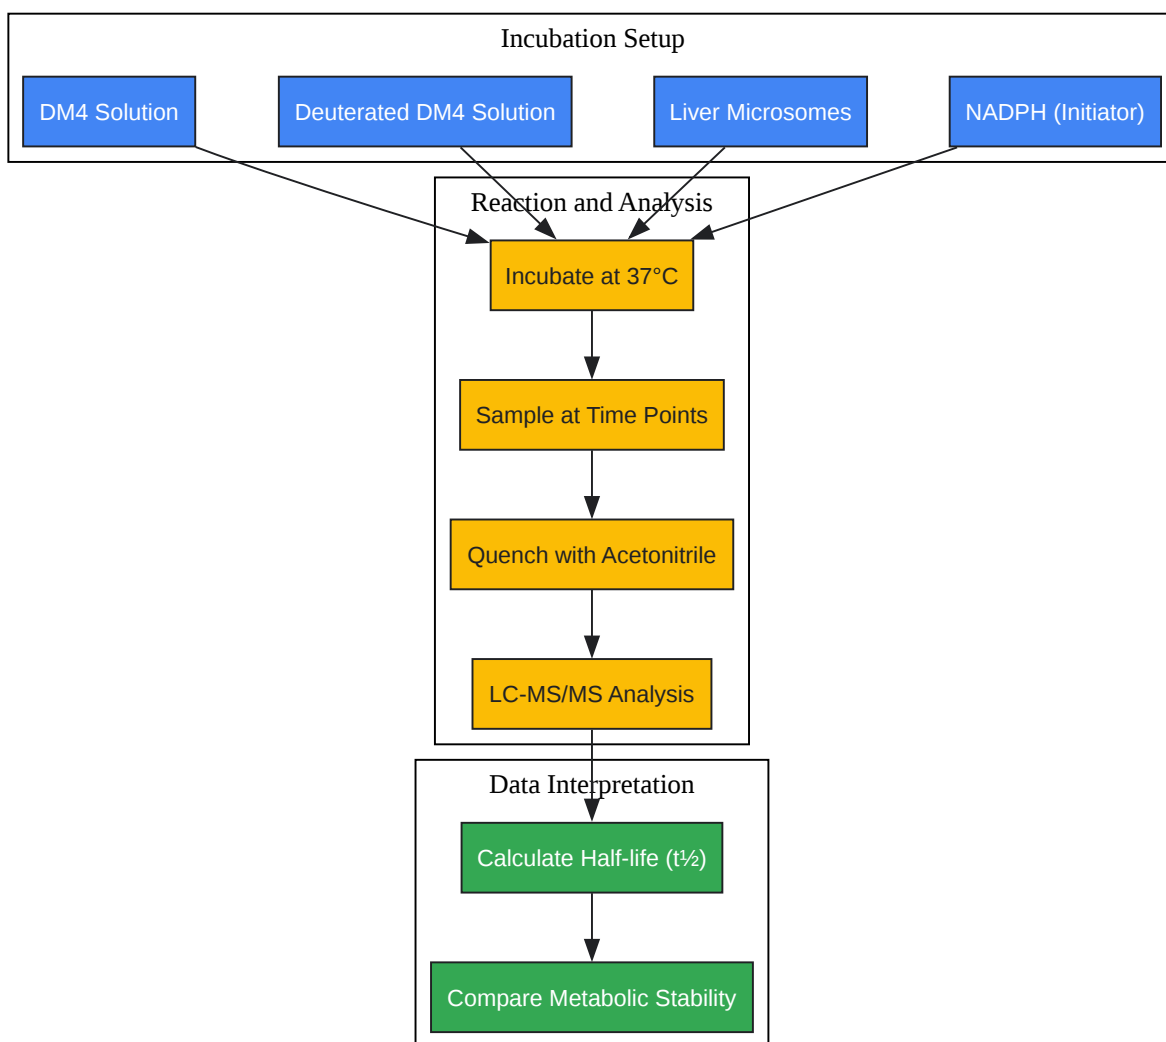 Incubation Setup
DM4 Solution
Deuterated DM4 Solution
Liver Microsomes
NADPH (Initiator)
Reaction and Analysis
Incubate at 37°C
Sample at Time Points
Quench with Acetonitrile
LC-MS/MS Analysis
Data Interpretation
Calculate Half-life (t½)
Compare Metabolic Stability